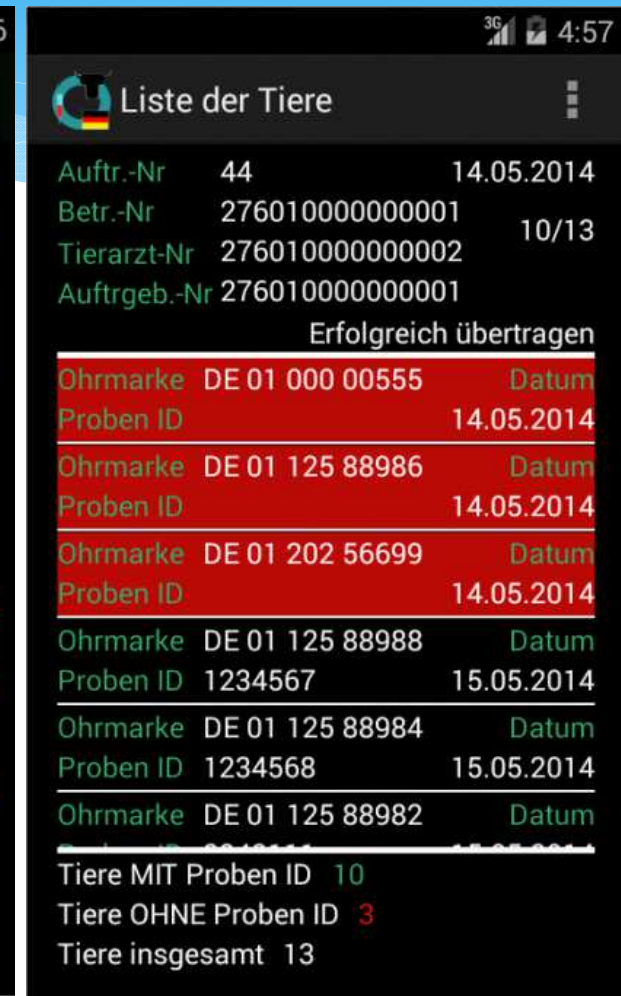 3G 4:57
Liste der Tiere
Auftr.-Nr 44 14.05.2014
Betr.-Nr 276010000000001
10/13
Tierarzt-Nr 276010000000002
Auftrgeb.-Nr 276010000000001
Erfolgreich übertragen
Ohrmarke DE 01 000 00555 Datum
Proben ID 14.05.2014
Ohrmarke DE 01 125 88986 Datum
Proben ID 14.05.2014
Ohrmarke DE 01 202 56699 Datum
Proben ID 14.05.2014
Ohrmarke DE 01 125 88988 Datum
Proben ID 1234567 15.05.2014
Ohrmarke DE 01 125 88984 Datum
Proben ID 1234568 15.05.2014
Ohrmarke DE 01 125 88982 Datum
Tiere MIT Proben ID 10
Tiere OHNE Proben ID 3
Tiere insgesamt 13